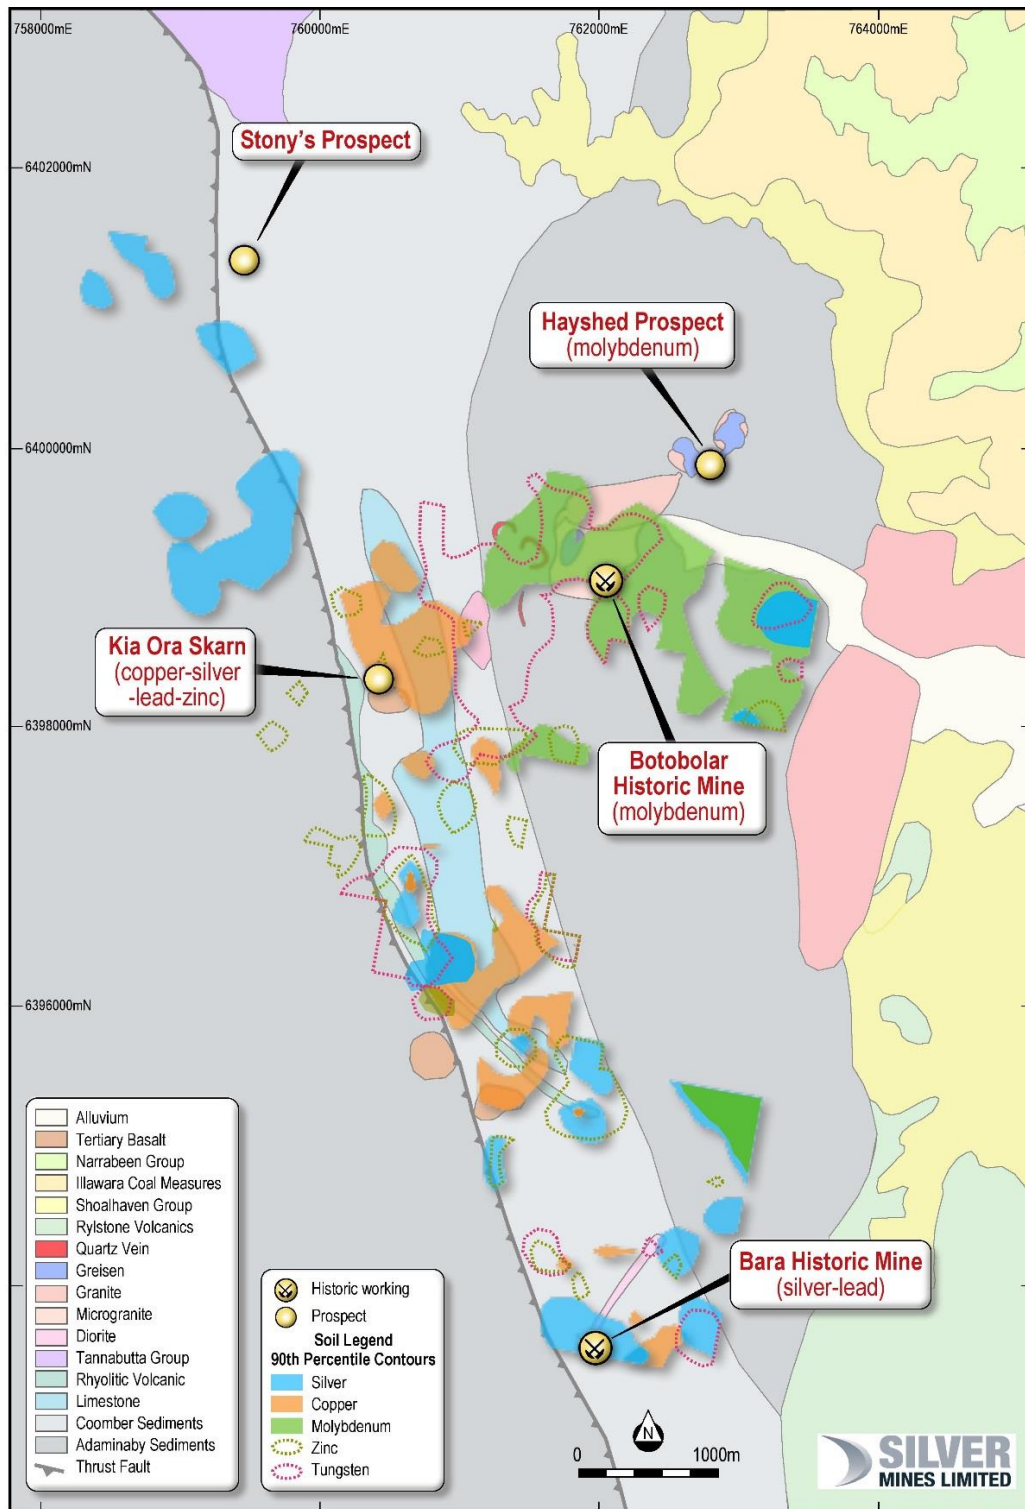 758000mE
760000mE
762000mE
764000mE
6402000mN
6400000mN
6398000mN
6396000mN
Stony's Prospect
Hayshed Prospect
(molybdenum)
Kia Ora Skarn
(copper-silver
-lead-zinc)
Botobolar
Historic Mine
(molybdenum)
Bara Historic Mine
(silver-lead)
Alluvium
Tertiary Basalt
Narrabeen Group
Illawara Coal Measures
Shoalhaven Group
Rylstone Volcanics
Quartz Vein
Greisen
Granite
Microgranite
Diorite
Tannabutta Group
Rhyolitic Volcanic
Limestone
Coomber Sediments
Adaminaby Sediments
Thrust Fault
Historic working
Prospect
Soil Legend
90th Percentile Contours
Silver
Copper
Molybdenum
Zinc
Tungsten
N
0 1000m
SILVER
MINES LIMITED